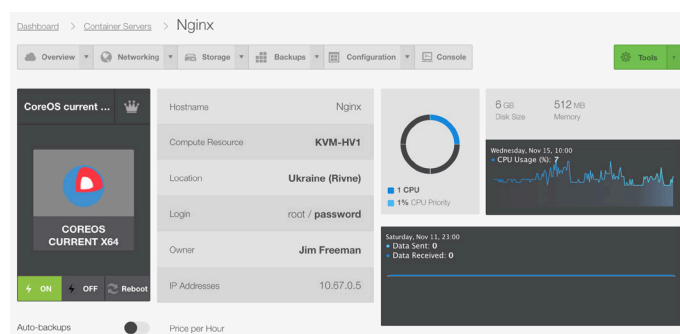 Dashboard > Container Servers > Nginx
Overview Networking Storage Backups Configuration Console Tools
CoreOS current ...
COREOS
CURRENT X64
ON OFF Reboot
Auto-backups
Hostname Nginx
Compute Resource KVM-HV1
Location Ukraine (Rivne)
Login root / password
Owner Jim Freeman
IP Addresses 10.67.0.5
Price per Hour
1 CPU
1% CPU Priority
6 GB 512 MB
Disk Size Memory
Wednesday, Nov 15, 10:00
CPU Usage (%): 7
Saturday, Nov 11, 23:00
Data Sent: 0
Data Received: 0